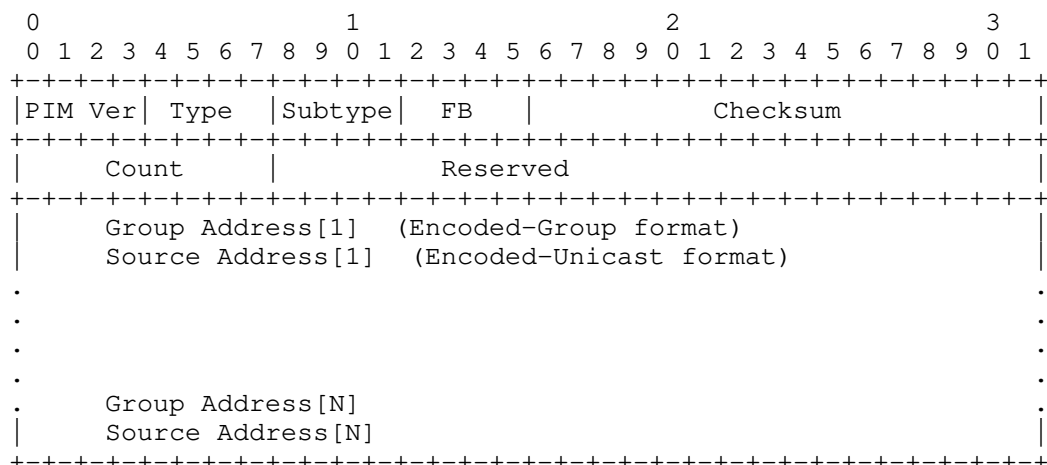 0                   1                   2                   3
 0 1 2 3 4 5 6 7 8 9 0 1 2 3 4 5 6 7 8 9 0 1 2 3 4 5 6 7 8 9 0 1
+-+-+-+-+-+-+-+-+-+-+-+-+-+-+-+-+-+-+-+-+-+-+-+-+-+-+-+-+-+-+-+-+
|PIM Ver| Type  |Subtype|  FB   |           Checksum            |
+-+-+-+-+-+-+-+-+-+-+-+-+-+-+-+-+-+-+-+-+-+-+-+-+-+-+-+-+-+-+-+-+
|     Count     |          Reserved                             |
+-+-+-+-+-+-+-+-+-+-+-+-+-+-+-+-+-+-+-+-+-+-+-+-+-+-+-+-+-+-+-+-+
|     Group Address[1]  (Encoded-Group format)                  |
|     Source Address[1]  (Encoded-Unicast format)               |
.                                                               .
.                                                               .
.                                                               .
.                                                               .
.     Group Address[N]                                          .
|     Source Address[N]                                         |
+-+-+-+-+-+-+-+-+-+-+-+-+-+-+-+-+-+-+-+-+-+-+-+-+-+-+-+-+-+-+-+-+